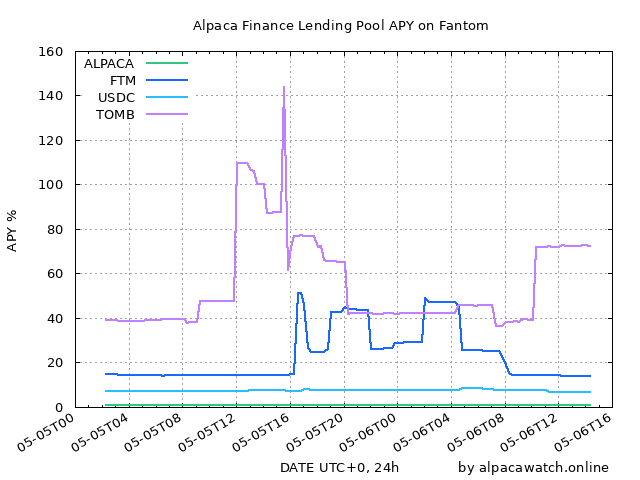 Alpaca Finance Lending Pool APY on Fantom
160
140
120
100
80
60
40
20
0
APY %
ALPACA
FTM
USDC
TOMB
05-05T00
05-05T04
05-05T08
05-05T12
05-05T16
05-05T20
05-06T00
05-06T04
05-06T08
05-06T12
05-06T16
DATE UTC+0, 24h
by alpacawatch.online